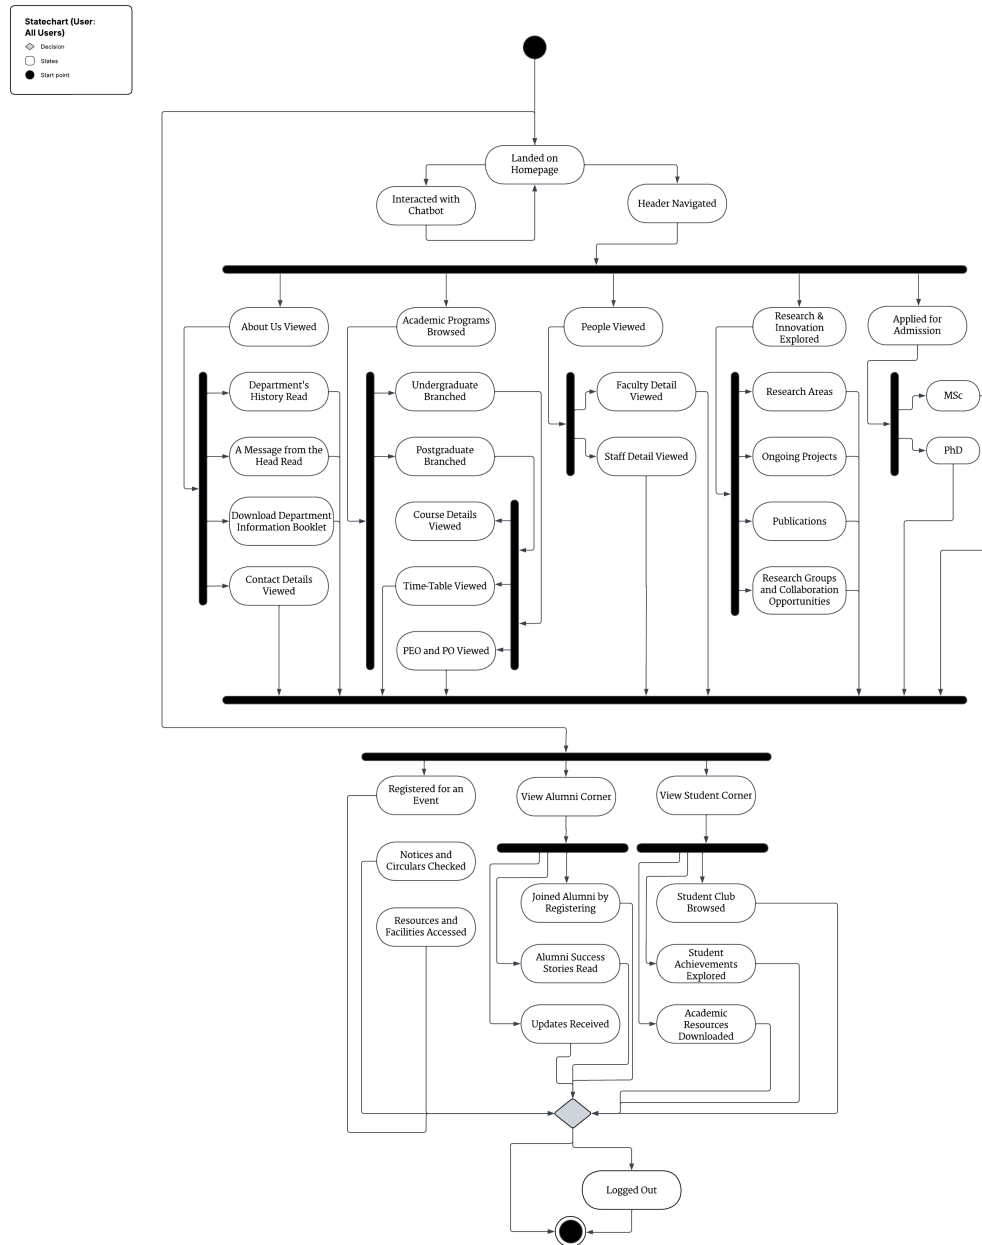 Statechart (User:
All Users)
Decision
States
Start point
Landed on
Homepage
Interacted with
Chatbot
Header Navigated
About Us Viewed
Academic Programs
Browsed
People Viewed
Research &
Innovation
Explored
Applied for
Admission
Department's
History Read
Undergraduate
Branched
Faculty Detail
Viewed
Research Areas
MSc
A Message from the
Head Read
Postgraduate
Branched
Staff Detail Viewed
Ongoing Projects
PhD
Download Department
Information Booklet
Course Details
Viewed
Publications
Contact Details
Viewed
Time-Table Viewed
Research Groups
and Collaboration
Opportunities
PEO and PO Viewed
Registered for an
Event
View Alumni Corner
View Student Corner
Notices and
Circulars Checked
Joined Alumni by
Registering
Student Club
Browsed
Resources and
Facilities Accessed
Alumni Success
Stories Read
Student
Achievements
Explored
Updates Received
Academic
Resources
Downloaded
Logged Out